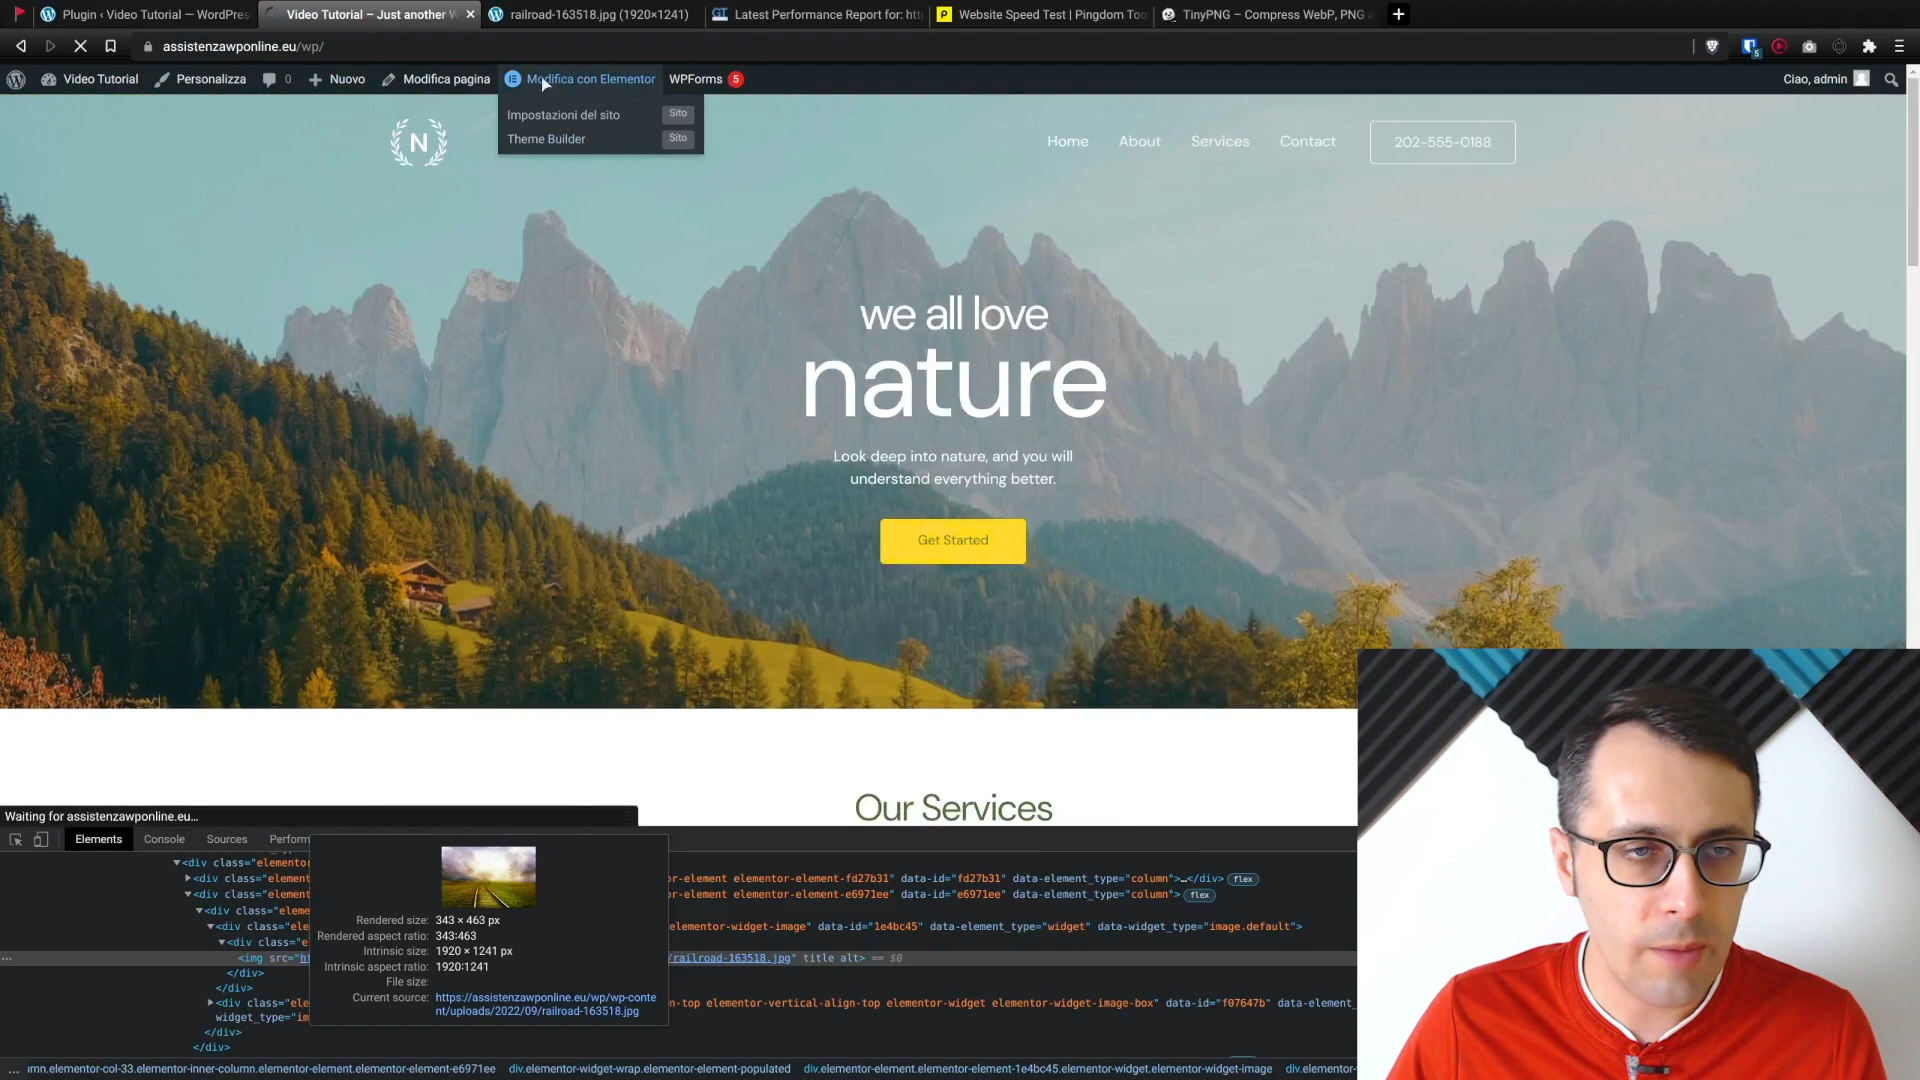 Plugin ‹ Video Tutorial — WordPres
Video Tutorial – Just another W
railroad-163518.jpg (1920×1241)
GT
Latest Performance Report for: htt
P
Website Speed Test | Pingdom Too
TinyPNG – Compress WebP, PNG a
assistenzawponline.eu/wp/
5
Video Tutorial
Personalizza
0
Nuovo
Modifica pagina
Modifica con Elementor
WPForms
5
Ciao, admin
Impostazioni del sito
Sito
Theme Builder
Sito
N
Home
About
Services
Contact
202-555-0188
we all love
nature
Look deep into nature, and you will
understand everything better.
Get Started
Our Services
Waiting for assistenzawponline.eu...
Elements
Console
Sources
Perform
Rendered size: 343 × 463 px
Rendered aspect ratio: 343:463
Intrinsic size: 1920 × 1241 px
Intrinsic aspect ratio: 1920:1241
File size:
Current source: https://assistenzawponline.eu/wp/wp-conte
nt/uploads/2022/09/railroad-163518.jpg
<div class="elementor
<div class="element
or-element elementor-element-fd27b31" data-id="fd27b31" data-element_type="column">…</div>
flex
<div class="element
or-element elementor-element-e6971ee" data-id="e6971ee" data-element_type="column">
flex
<div class="eleme
<div class="ele
elementor-widget-image" data-id="1e4bc45" data-element_type="widget" data-widget_type="image.default">
<div class="e
... <img src="ht
/railroad-163518.jpg" title alt> == $0
</div>
</div>
<div class="ele
n-top elementor-vertical-align-top elementor-widget elementor-widget-image-box" data-id="f07647b" data-element_
widget_type="im
</div>
</div>
... ımn.elementor-col-33.elementor-inner-column.elementor-element.elementor-element-e6971ee
div.elementor-widget-wrap.elementor-element-populated
div.elementor-element.elementor-element-1e4bc45.elementor-widget.elementor-widget-image
div.elementor-